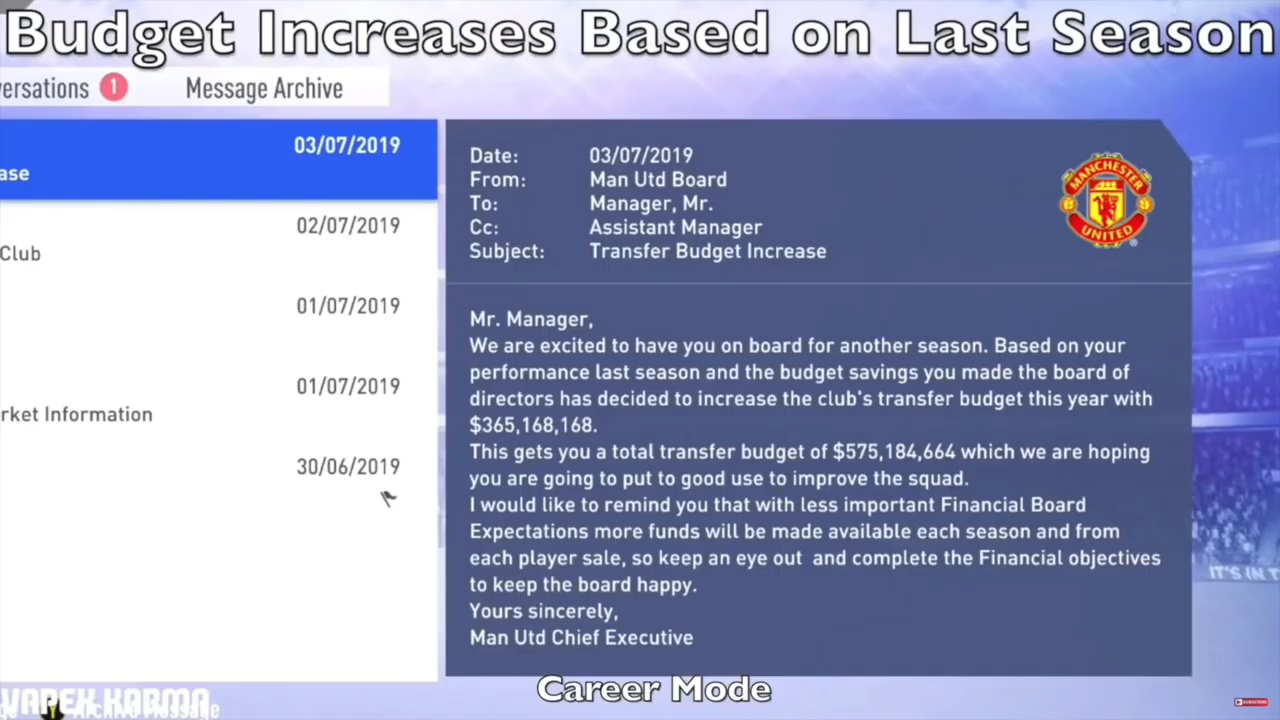 Budget Increases Based on Last Season
ersations 1 Message Archive
03/07/2019
ase
02/07/2019
Club
01/07/2019
01/07/2019
rket Information
30/06/2019
Date: 03/07/2019
From: Man Utd Board
To: Manager, Mr.
Cc: Assistant Manager
Subject: Transfer Budget Increase
MANCHESTER
UNITED
Mr. Manager,
We are excited to have you on board for another season. Based on your
performance last season and the budget savings you made the board of
directors has decided to increase the club's transfer budget this year with
$365,168,168.
This gets you a total transfer budget of $575,184,664 which we are hoping
you are going to put to good use to improve the squad.
I would like to remind you that with less important Financial Board
Expectations more funds will be made available each season and from
each player sale, so keep an eye out and complete the Financial objectives
to keep the board happy.
Yours sincerely,
Man Utd Chief Executive
IT'S IN T
Career Mode
VAPEX KARMA
Y Archive Message
SUBSCRIBE